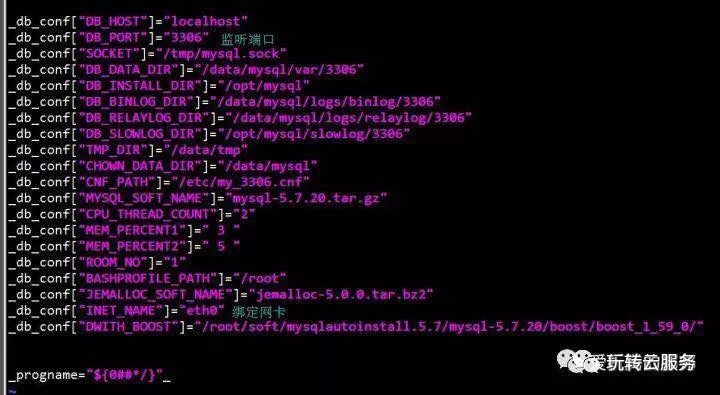 _db_conf["DB_HOST"]="localhost"
_db_conf["DB_PORT"]="3306" 监听端口
_db_conf["SOCKET"]="/tmp/mysql.sock"
_db_conf["DB_DATA_DIR"]="/data/mysql/var/3306"
_db_conf["DB_INSTALL_DIR"]="/opt/mysql"
_db_conf["DB_BINLOG_DIR"]="/data/mysql/logs/binlog/3306"
_db_conf["DB_RELAYLOG_DIR"]="/data/mysql/logs/relaylog/3306"
_db_conf["DB_SLOWLOG_DIR"]="/opt/mysql/slowlog/3306"
_db_conf["TMP_DIR"]="/data/tmp"
_db_conf["CHOWN_DATA_DIR"]="/data/mysql"
_db_conf["CNF_PATH"]="/etc/my_3306.cnf"
_db_conf["MYSQL_SOFT_NAME"]="mysql-5.7.20.tar.gz"
_db_conf["CPU_THREAD_COUNT"]="2"
_db_conf["MEM_PERCENT1"]=" 3 "
_db_conf["MEM_PERCENT2"]=" 5 "
_db_conf["ROOM_NO"]="1"
_db_conf["BASHPROFILE_PATH"]="/root"
_db_conf["JEMALLOC_SOFT_NAME"]="jemalloc-5.0.0.tar.bz2"
_db_conf["INET_NAME"]="eth0" 绑定网卡
_db_conf["DWITH_BOOST"]="/root/soft/mysqlautoinstall.5.7/mysql-5.7.20/boost/boost_1_59_0/"
爱玩转云服务
_progname="${0##*/}"_
~